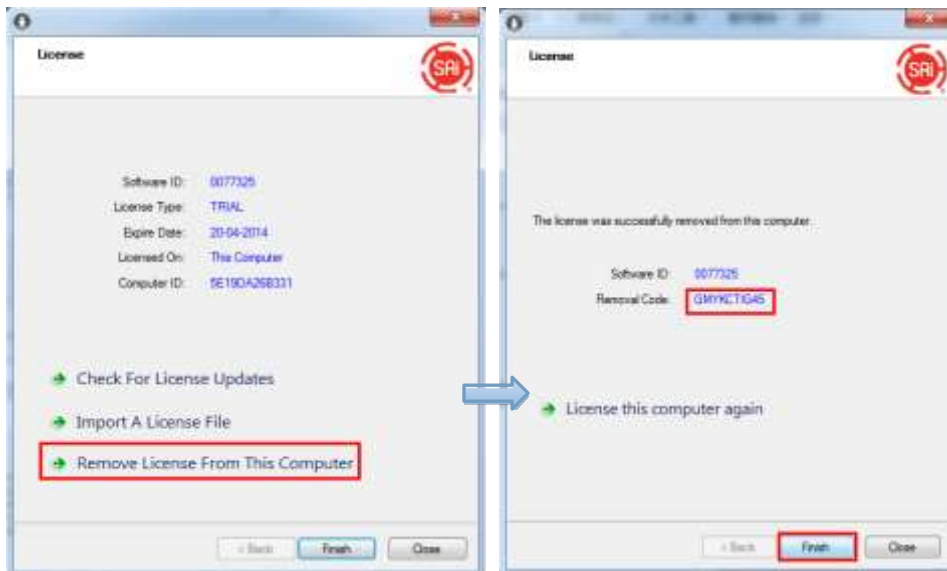 License
SAi
Software ID: 0077325
License Type: TRIAL
Expire Date: 20-04-2014
Licensed On: This Computer
Computer ID: 5E19DA26B331
Check For License Updates
Import A License File
Remove License From This Computer
< Back Finish Close
License
SAi
The license was successfully removed from this computer.
Software ID: 0077325
Removal Code: GMYKCTIG45
License this computer again
< Back Finish Close